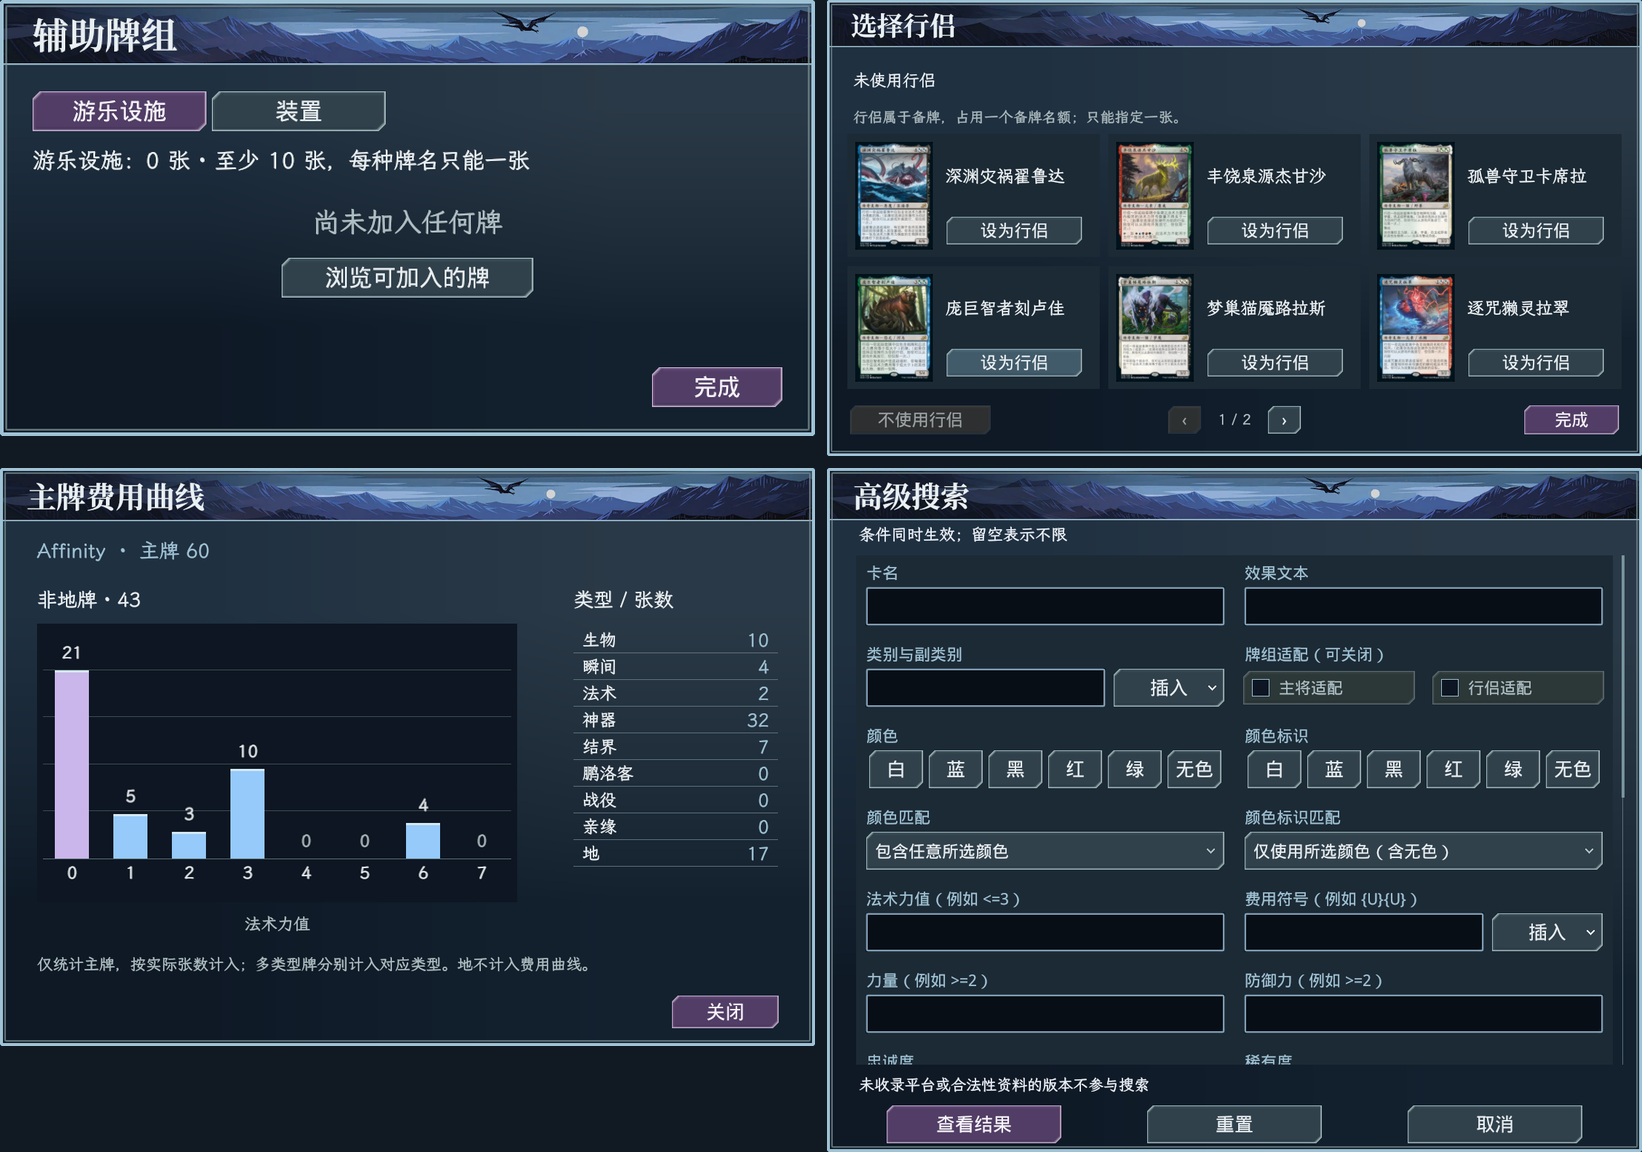 辅助牌组
游乐设施
装置
游乐设施：0 张・至少 10 张，每种牌名只能一张
尚未加入任何牌
浏览可加入的牌
完成
选择行侣
未使用行侣
行侣属于备牌，占用一个备牌名额；只能指定一张。
深渊灾祸翟鲁达
设为行侣
丰饶泉源杰甘沙
设为行侣
孤兽守卫卡席拉
设为行侣
庞巨智者刻卢佳
设为行侣
梦巢猫魇路拉斯
设为行侣
逐咒獭灵拉翠
设为行侣
不使用行侣
‹
1 / 2
›
完成
主牌费用曲线
Affinity ・ 主牌 60
非地牌・43
21
5
3
10
0
0
4
0
0
1
2
3
4
5
6
7
法术力值
类型 / 张数
生物 10
瞬间 4
法术 2
神器 32
结界 7
鹏洛客 0
战役 0
亲缘 0
地 17
仅统计主牌，按实际张数计入；多类型牌分别计入对应类型。地不计入费用曲线。
关闭
高级搜索
条件同时生效；留空表示不限
卡名
效果文本
类别与副类别
插入
牌组适配（可关闭）
主将适配
行侣适配
颜色
白 蓝 黑 红 绿 无色
颜色标识
白 蓝 黑 红 绿 无色
颜色匹配
包含任意所选颜色
颜色标识匹配
仅使用所选颜色（含无色）
法术力值（例如 <=3）
费用符号（例如 {U}{U}）
插入
力量（例如 >=2）
防御力（例如 >=2）
忠诚度
稀有度
未收录平台或合法性资料的版本不参与搜索
查看结果
重置
取消